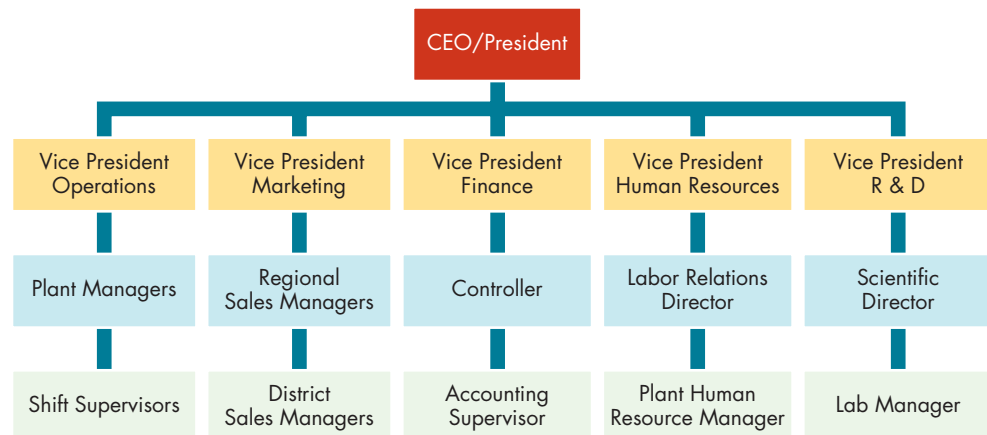 CEO/President
Vice President
Operations
Vice President
Marketing
Vice President
Finance
Vice President
Human Resources
Vice President
R & D
Plant Managers
Regional
Sales Managers
Controller
Labor Relations
Director
Scientific
Director
Shift Supervisors
District
Sales Managers
Accounting
Supervisor
Plant Human
Resource Manager
Lab Manager